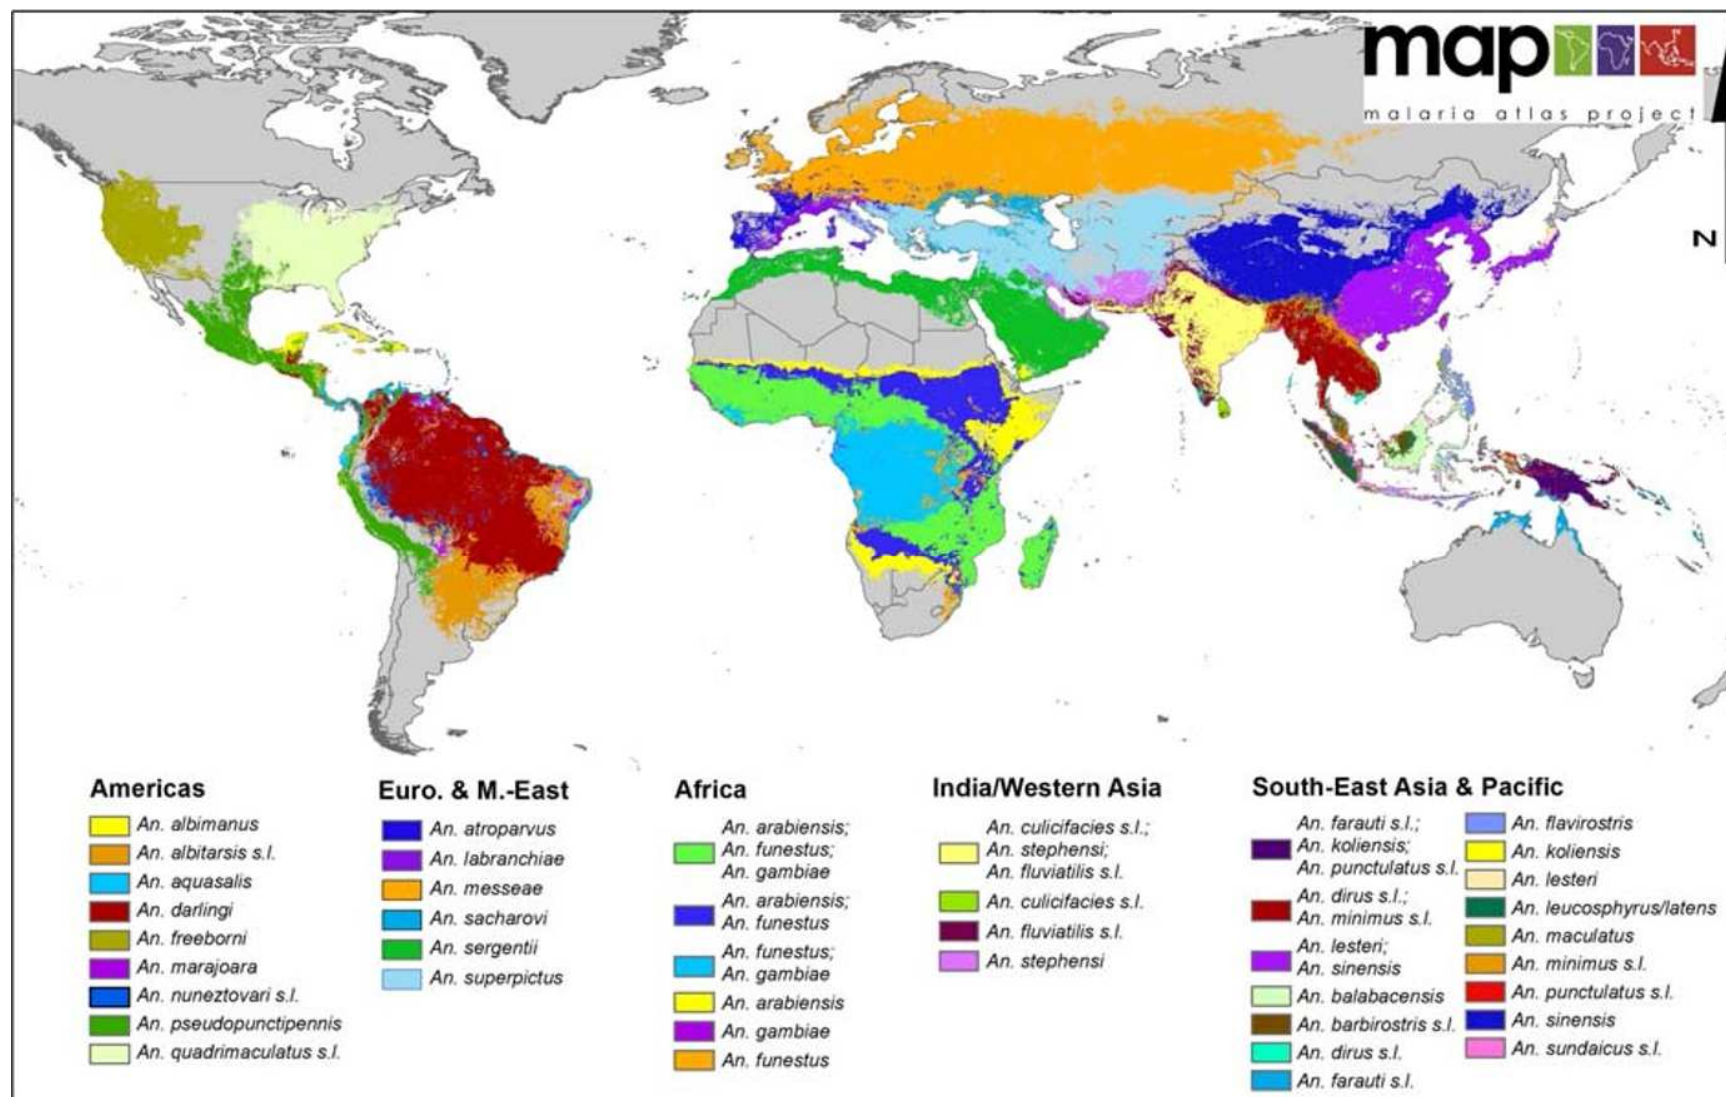 map
malaria atlas project
N
Americas
An. albimanus
An. albitarsis s.l.
An. aquasalis
An. darlingi
An. freeborni
An. marajoara
An. nuneztovari s.l.
An. pseudopunctipennis
An. quadrimaculatus s.l.
Euro. & M.-East
An. atroparvus
An. labranchiae
An. messeae
An. sacharovi
An. sergentii
An. superpictus
Africa
An. arabiensis;
An. funestus;
An. gambiae
An. arabiensis;
An. funestus
An. funestus;
An. gambiae
An. arabiensis
An. gambiae
An. funestus
India/Western Asia
An. culicifacies s.l.;
An. stephensi;
An. fluviatilis s.l.
An. culicifacies s.l.
An. fluviatilis s.l.
An. stephensi
South-East Asia & Pacific
An. farauti s.l.;
An. koliensis;
An. punctulatus s.l.
An. dirus s.l.;
An. minimus s.l.
An. lesteri;
An. sinensis
An. balabacensis
An. barbirostris s.l.
An. dirus s.l.
An. farauti s.l.
An. flavirostris
An. koliensis
An. lesteri
An. leucosphyrus/latens
An. maculatus
An. minimus s.l.
An. punctulatus s.l.
An. sinensis
An. sundaicus s.l.